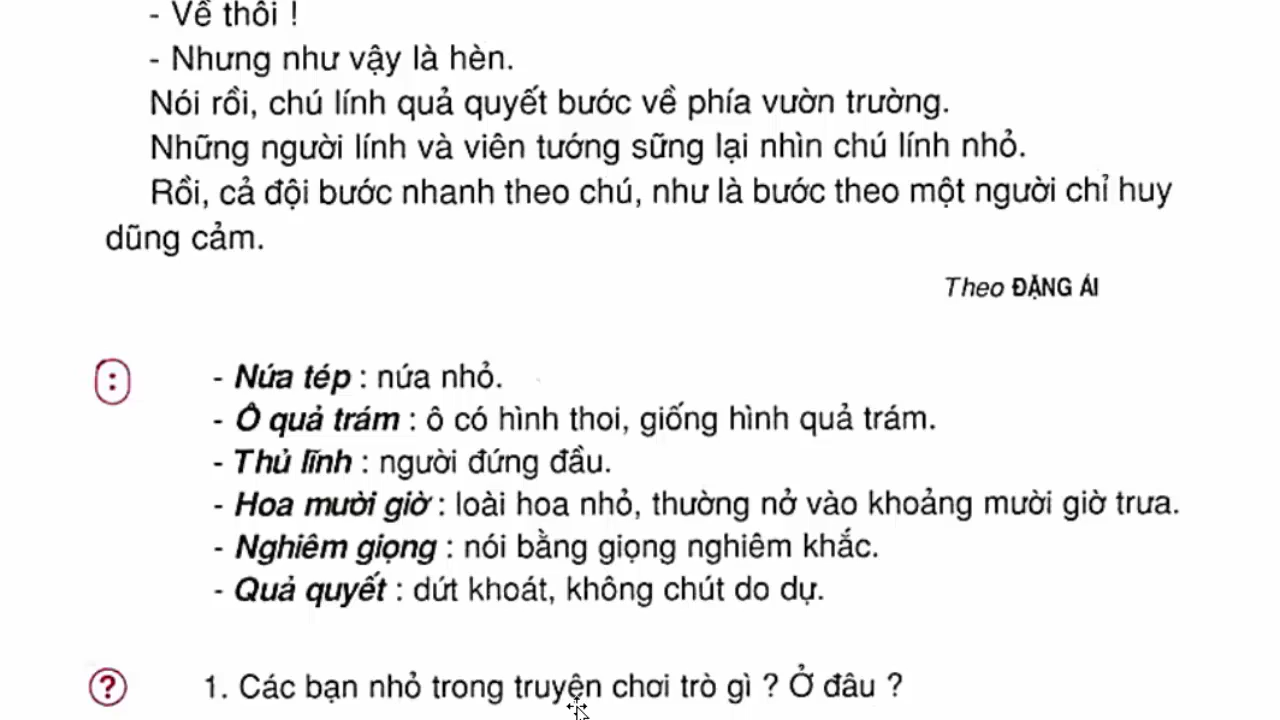 - Về thôi !
- Nhưng như vậy là hèn.
Nói rồi, chú lính quả quyết bước về phía vườn trường.
Những người lính và viên tướng sững lại nhìn chú lính nhỏ.
Rồi, cả đội bước nhanh theo chú, như là bước theo một người chỉ huy
dũng cảm.
Theo ĐẶNG ÁI
:
- Nứa tép : nứa nhỏ.
- Ô quả trám : ô có hình thoi, giống hình quả trám.
- Thủ lĩnh : người đứng đầu.
- Hoa mười giờ : loài hoa nhỏ, thường nở vào khoảng mười giờ trưa.
- Nghiêm giọng : nói bằng giọng nghiêm khắc.
- Quả quyết : dứt khoát, không chút do dự.
? 1. Các bạn nhỏ trong truyện chơi trò gì ? Ở đâu ?